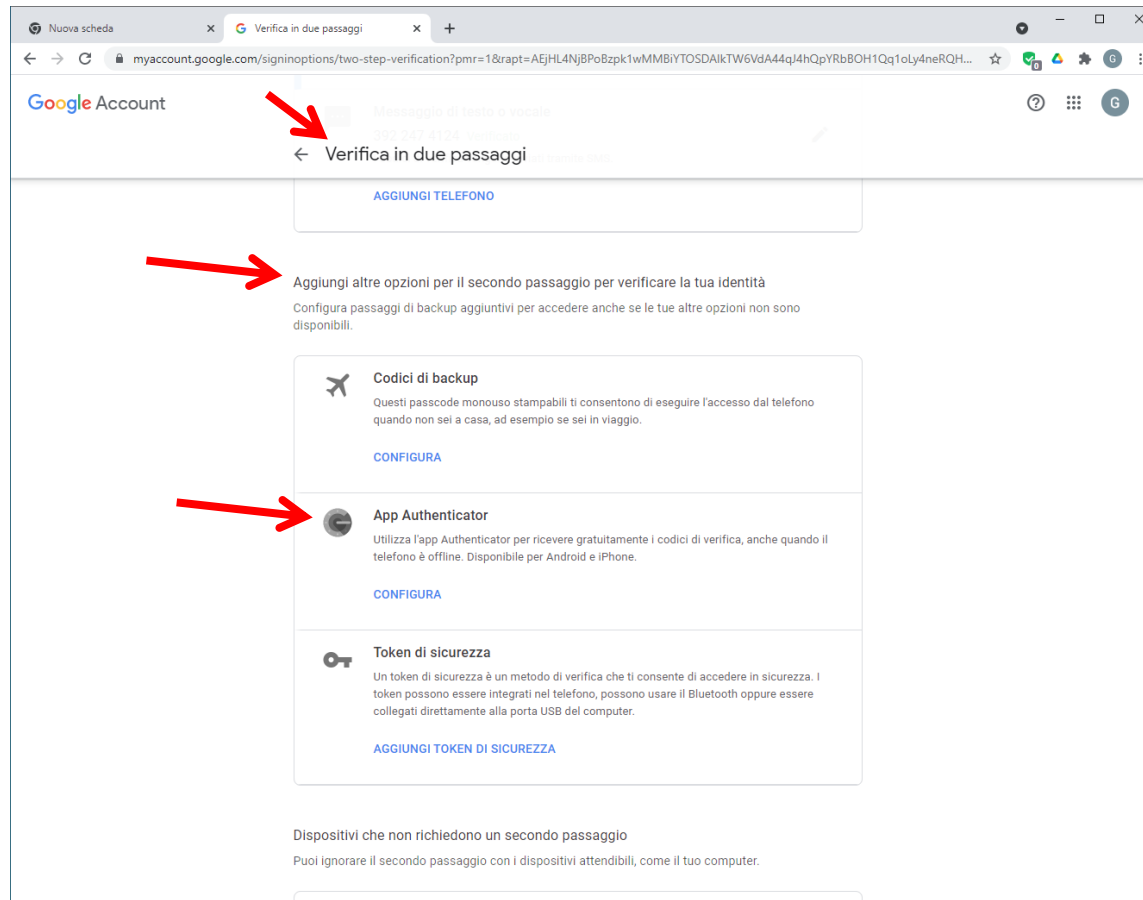 Nuova scheda
Verifica in due passaggi
myaccount.google.com/signinoptions/two-step-verification?pmr=1&rapt=AEjHL4NjBPoBzpk1wMMBiYTOSDAlkTW6VdA44qJ4hQpYRbBOH1Qq1oLy4neRQH...
0
G
Google Account
G
Messaggio di testo o vocale
392 247 4124
Verifica in due passaggi
AGGIUNGI TELEFONO
Aggiungi altre opzioni per il secondo passaggio per verificare la tua identità
Configura passaggi di backup aggiuntivi per accedere anche se le tue altre opzioni non sono
disponibili.
Codici di backup
Questi passcode monouso stampabili ti consentono di eseguire l'accesso dal telefono
quando non sei a casa, ad esempio se sei in viaggio.
CONFIGURA
App Authenticator
Utilizza l'app Authenticator per ricevere gratuitamente i codici di verifica, anche quando il
telefono è offline. Disponibile per Android e iPhone.
CONFIGURA
Token di sicurezza
Un token di sicurezza è un metodo di verifica che ti consente di accedere in sicurezza. I
token possono essere integrati nel telefono, possono usare il Bluetooth oppure essere
collegati direttamente alla porta USB del computer.
AGGIUNGI TOKEN DI SICUREZZA
Dispositivi che non richiedono un secondo passaggio
Puoi ignorare il secondo passaggio con i dispositivi attendibili, come il tuo computer.